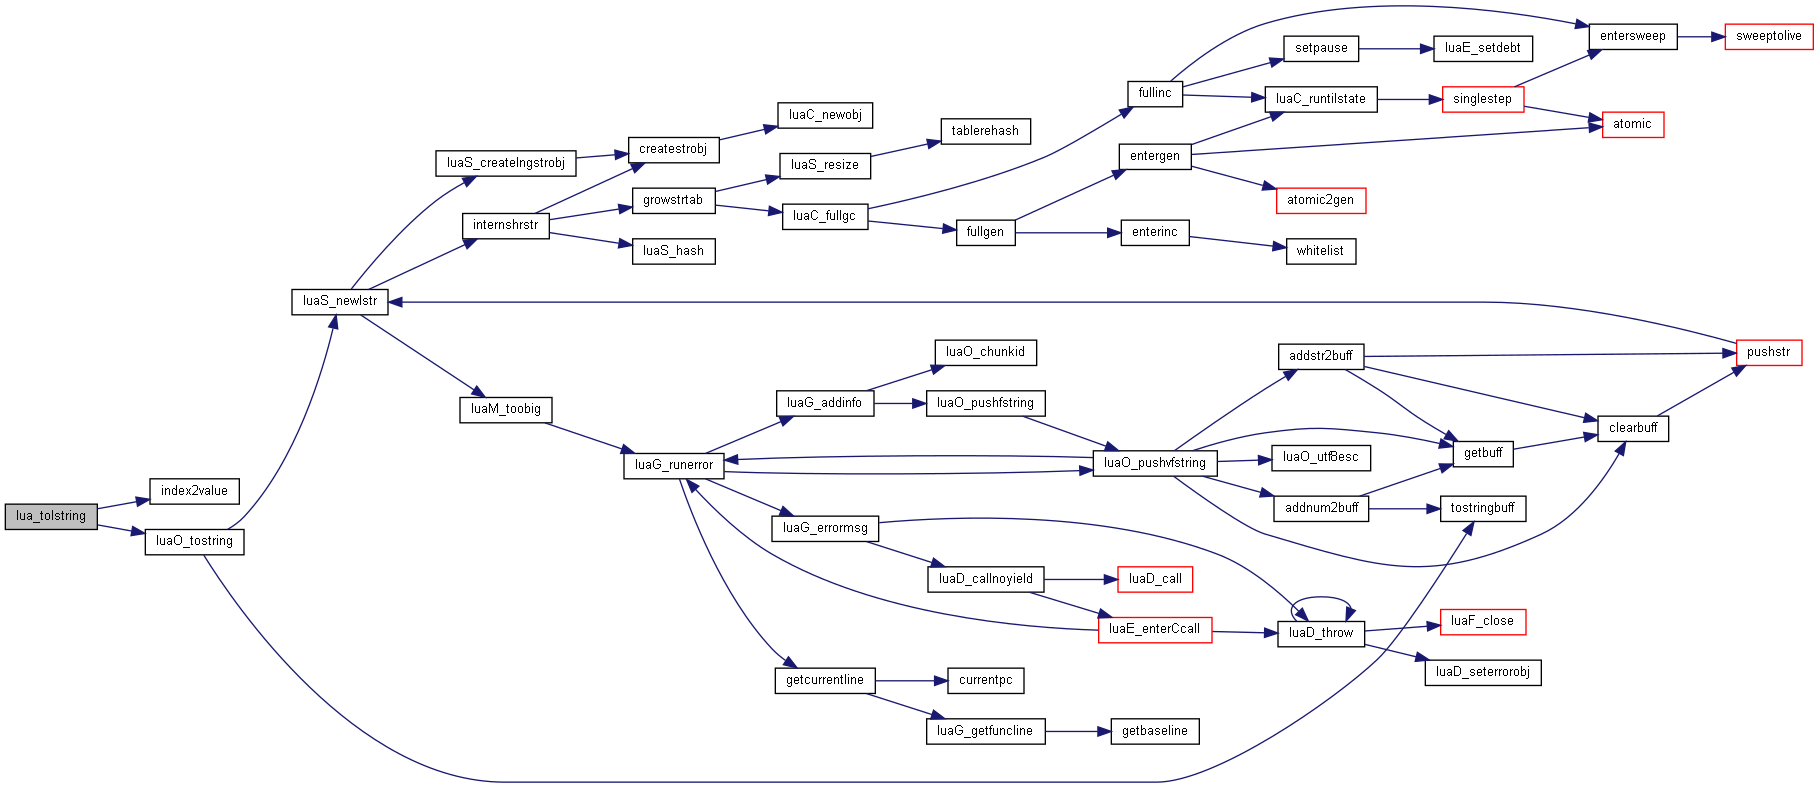 entersweep
sweeptolive
setpause
luaE_setdebt
fullinc
luaC_runtilstate
singlestep
luaC_newobj
tablerehash
atomic
createstrobj
luaS_createlngstrobj
luaS_resize
entergen
growstrtab
atomic2gen
luaC_fullgc
internshrstr
fullgen
enterinc
luaS_hash
whitelist
luaS_newlstr
luaO_chunkid
addstr2buff
pushstr
luaG_addinfo
luaO_pushfstring
luaM_toobig
clearbuff
getbuff
luaO_utf8esc
luaG_runerror
luaO_pushvfstring
index2value
addnum2buff
tostringbuff
lua_tolstring
luaG_errormsg
luaO_tostring
luaD_callnoyield
luaD_call
luaF_close
luaE_enterCcall
luaD_throw
luaD_seterrorobj
getcurrentline
currentpc
luaG_getfuncline
getbaseline